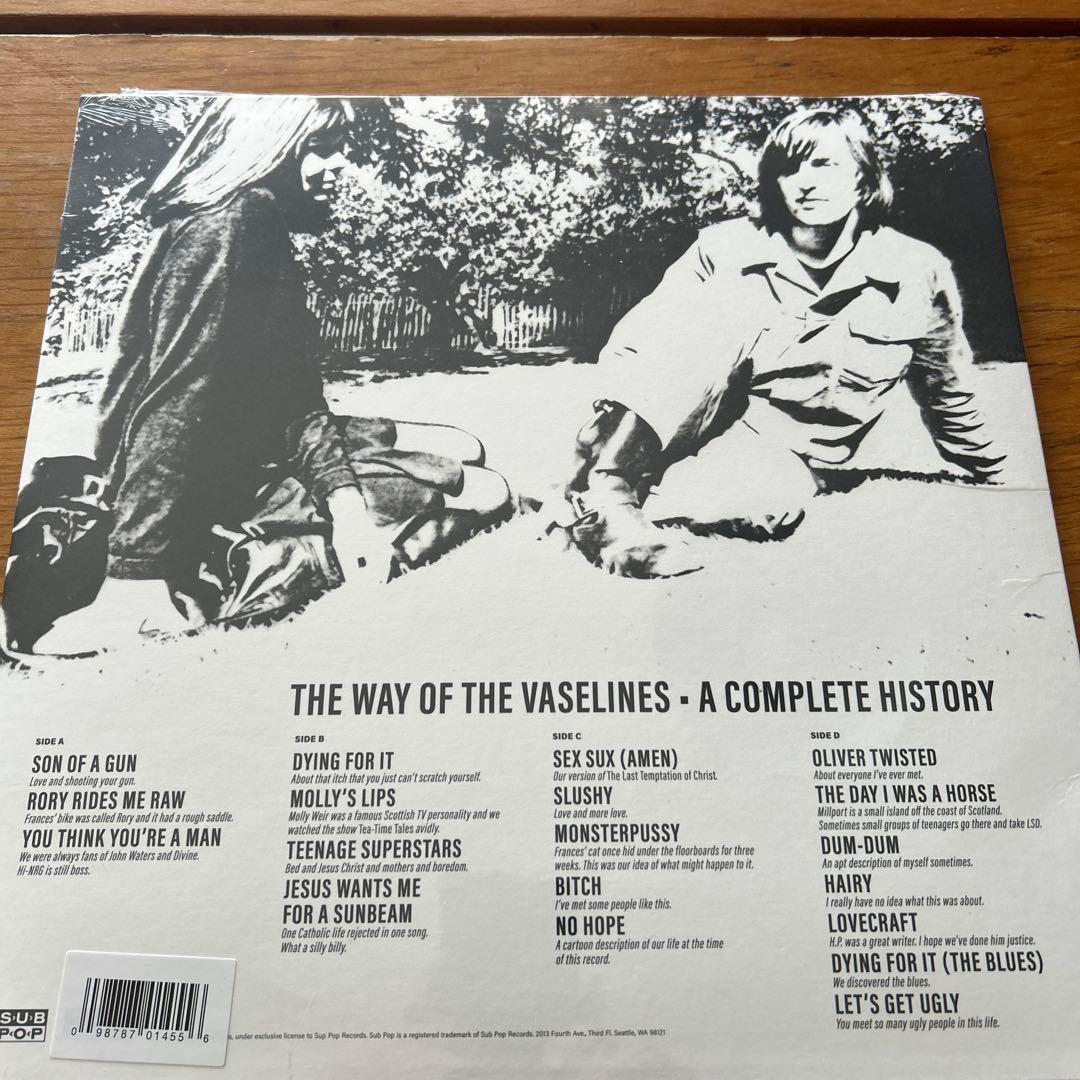 THE WAY OF THE VASELINES - A COMPLETE HISTORY
SIDE A
SON OF A GUN
Love and shooting your gun.
RORY RIDES ME RAW
Frances' bike was called Rory and it had a rough saddle.
YOU THINK YOU'RE A MAN
We were always fans of John Waters and Divine.
Hi-NRG is still boss.
SIDE B
DYING FOR IT
About that itch that you just can't scratch yourself.
MOLLY'S LIPS
Molly Weir was a famous Scottish TV personality and we
watched the show Tea-Time Tales avidly.
TEENAGE SUPERSTARS
Bed and Jesus Christ and mothers and boredom.
JESUS WANTS ME
FOR A SUNBEAM
One Catholic life rejected in one song.
What a silly billy.
SIDE C
SEX SUX (AMEN)
Our version of The Last Temptation of Christ.
SLUSHY
Love and more love.
MONSTERPUSSY
Frances' cat once hid under the floorboards for three
weeks. This was our idea of what might happen to it.
BITCH
I've met some people like this.
NO HOPE
A cartoon description of our life at the time
of this record.
SIDE D
OLIVER TWISTED
About everyone I've ever met.
THE DAY I WAS A HORSE
Millport is a small island off the coast of Scotland.
Sometimes small groups of teenagers go there and take LSD.
DUM-DUM
An apt description of myself sometimes.
HAIRY
I really have no idea what this was about.
LOVECRAFT
H.P. was a great writer. I hope we've done him justice.
DYING FOR IT (THE BLUES)
We discovered the blues.
LET'S GET UGLY
You meet so many ugly people in this life.
SUB
POP
0 98787 01455 6
under exclusive license to Sup Pop Records. Sub Pop is a registered trademark of Sub Pop Records. 2013 Fourth Ave., Third Fl. Seattle, WA 98121